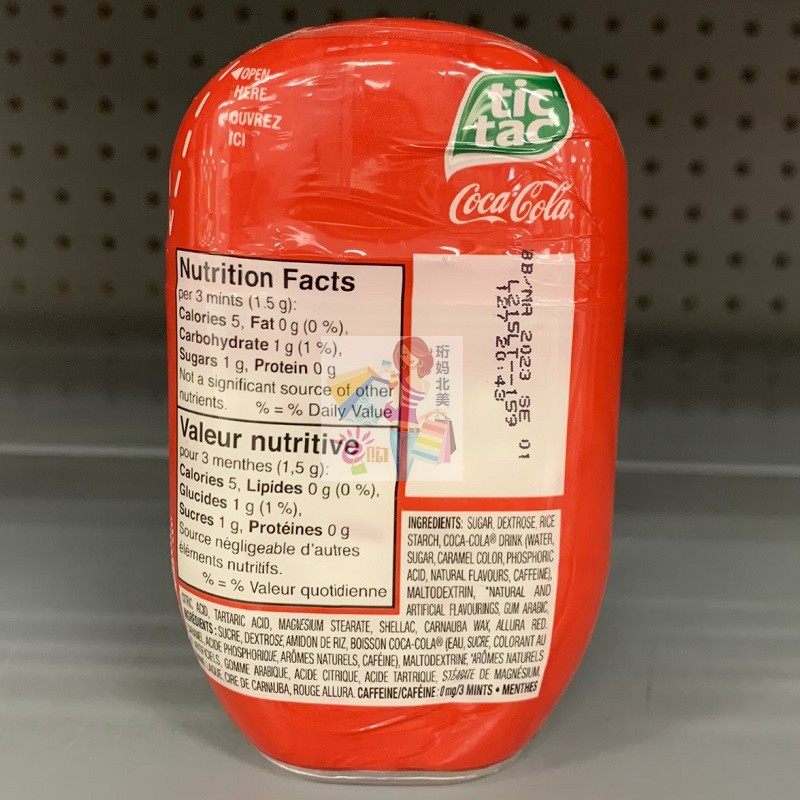 OPEN
HERE
OUVREZ
ICI
tic
tac
Coca-Cola
Nutrition Facts
per 3 mints (1.5 g):
Calories 5, Fat 0 g (0 %),
Carbohydrate 1 g (1 %),
Sugars 1 g, Protein 0 g
Not a significant source of other
nutrients. % = % Daily Value
Valeur nutritive
pour 3 menthes (1,5 g):
Calories 5, Lipides 0 g (0 %),
Glucides 1 g (1 %),
Sucres 1 g, Protéines 0 g
Source négligeable d'autres
éléments nutritifs.
% = % Valeur quotidienne
BB/MA 2023 SE 01
L215LT--159
127 20:43
珩妈北美
INGREDIENTS: SUGAR, DEXTROSE, RICE
STARCH, COCA-COLA® DRINK (WATER,
SUGAR, CARAMEL COLOR, PHOSPHORIC
ACID, NATURAL FLAVOURS, CAFFEINE),
MALTODEXTRIN, *NATURAL AND
ARTIFICIAL FLAVOURINGS, GUM ARABIC,
CITRIC ACID, TARTARIC ACID, MAGNESIUM STEARATE, SHELLAC, CARNAUBA WAX, ALLURA RED.
INGRÉDIENTS: SUCRE, DEXTROSE, AMIDON DE RIZ, BOISSON COCA-COLA® (EAU, SUCRE, COLORANT AU
CARAMEL, ACIDE PHOSPHORIQUE, ARÔMES NATURELS, CAFÉINE), MALTODEXTRINE, *ARÔMES NATURELS
GOMME ARABIQUE, ACIDE CITRIQUE, ACIDE TARTRIQUE, STÉARATE DE MAGNÉSIUM,
LAQUE, CIRE DE CARNAUBA, ROUGE ALLURA. CAFFEINE/CAFÉINE: 0 mg/3 MINTS • MENTHES